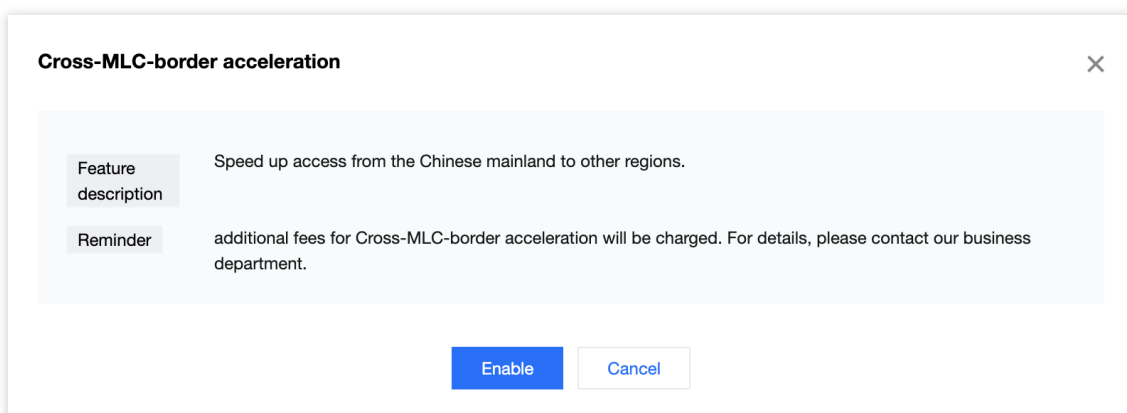 Cross-MLC-border acceleration
Feature
description
Speed up access from the Chinese mainland to other regions.
Reminder
additional fees for Cross-MLC-border acceleration will be charged. For details, please contact our business
department.
Enable
Cancel